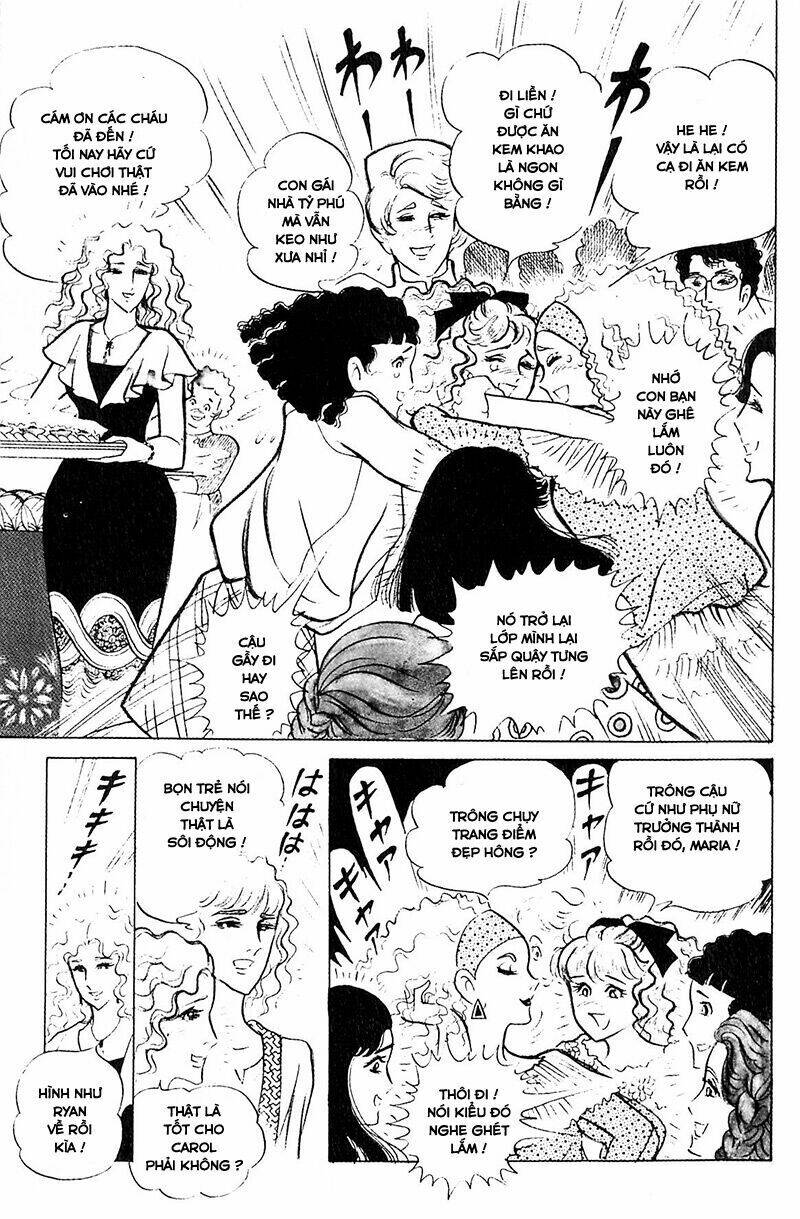 HE HE !
VẬY LÀ LẠI CÓ
CẠ ĐI ĂN KEM
RỒI !
ĐI LIỀN !
GÌ CHỨ
ĐƯỢC ĂN
KEM KHAO
LÀ NGON
KHÔNG GÌ
BẰNG !
わー
わー
わー!
CON GÁI
NHÀ TỶ PHÚ
MÀ VẪN
KEO NHƯ
XƯA NHỈ !
CÁM ƠN CÁC CHÁU
ĐÃ ĐẾN !
TỐI NAY HÃY CỨ
VUI CHƠI THẬT
ĐÃ VÀO NHÉ !
NHỚ
CON BẠN
NÀY GHÊ
LẮM
LUÔN
ĐÓ !
NÓ TRỞ LẠI
LỚP MÌNH LẠI
SẮP QUẬY TƯNG
LÊN RỒI !
CẬU
GẦY ĐI
HAY
SAO
THẾ ?
TRÔNG CẬU
CỨ NHƯ PHỤ NỮ
TRƯỞNG THÀNH
RỒI ĐÓ, MARIA !
TRÔNG CHỤY
TRANG ĐIỂM
ĐẸP HÔNG ?
キャア
キャア
キャア
THÔI ĐI !
NÓI KIỂU ĐÓ
NGHE GHÉT
LẮM !
ははは
BỌN TRẺ NÓI
CHUYỆN
THẬT LÀ
SÔI ĐỘNG !
THẬT LÀ
TỐT CHO
CAROL
PHẢI KHÔNG ?
キキキ
HÌNH NHƯ
RYAN
VỀ RỒI
KÌA !